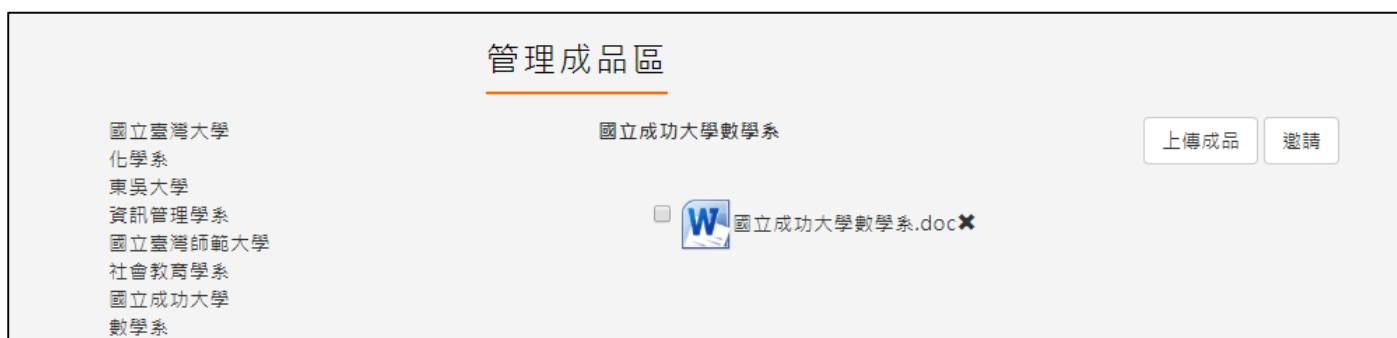 管理成品區
國立臺灣大學
化學系
東吳大學
資訊管理學系
國立臺灣師範大學
社會教育學系
國立成功大學
數學系
國立成功大學數學系
上傳成品 邀請
W 國立成功大學數學系.doc✖